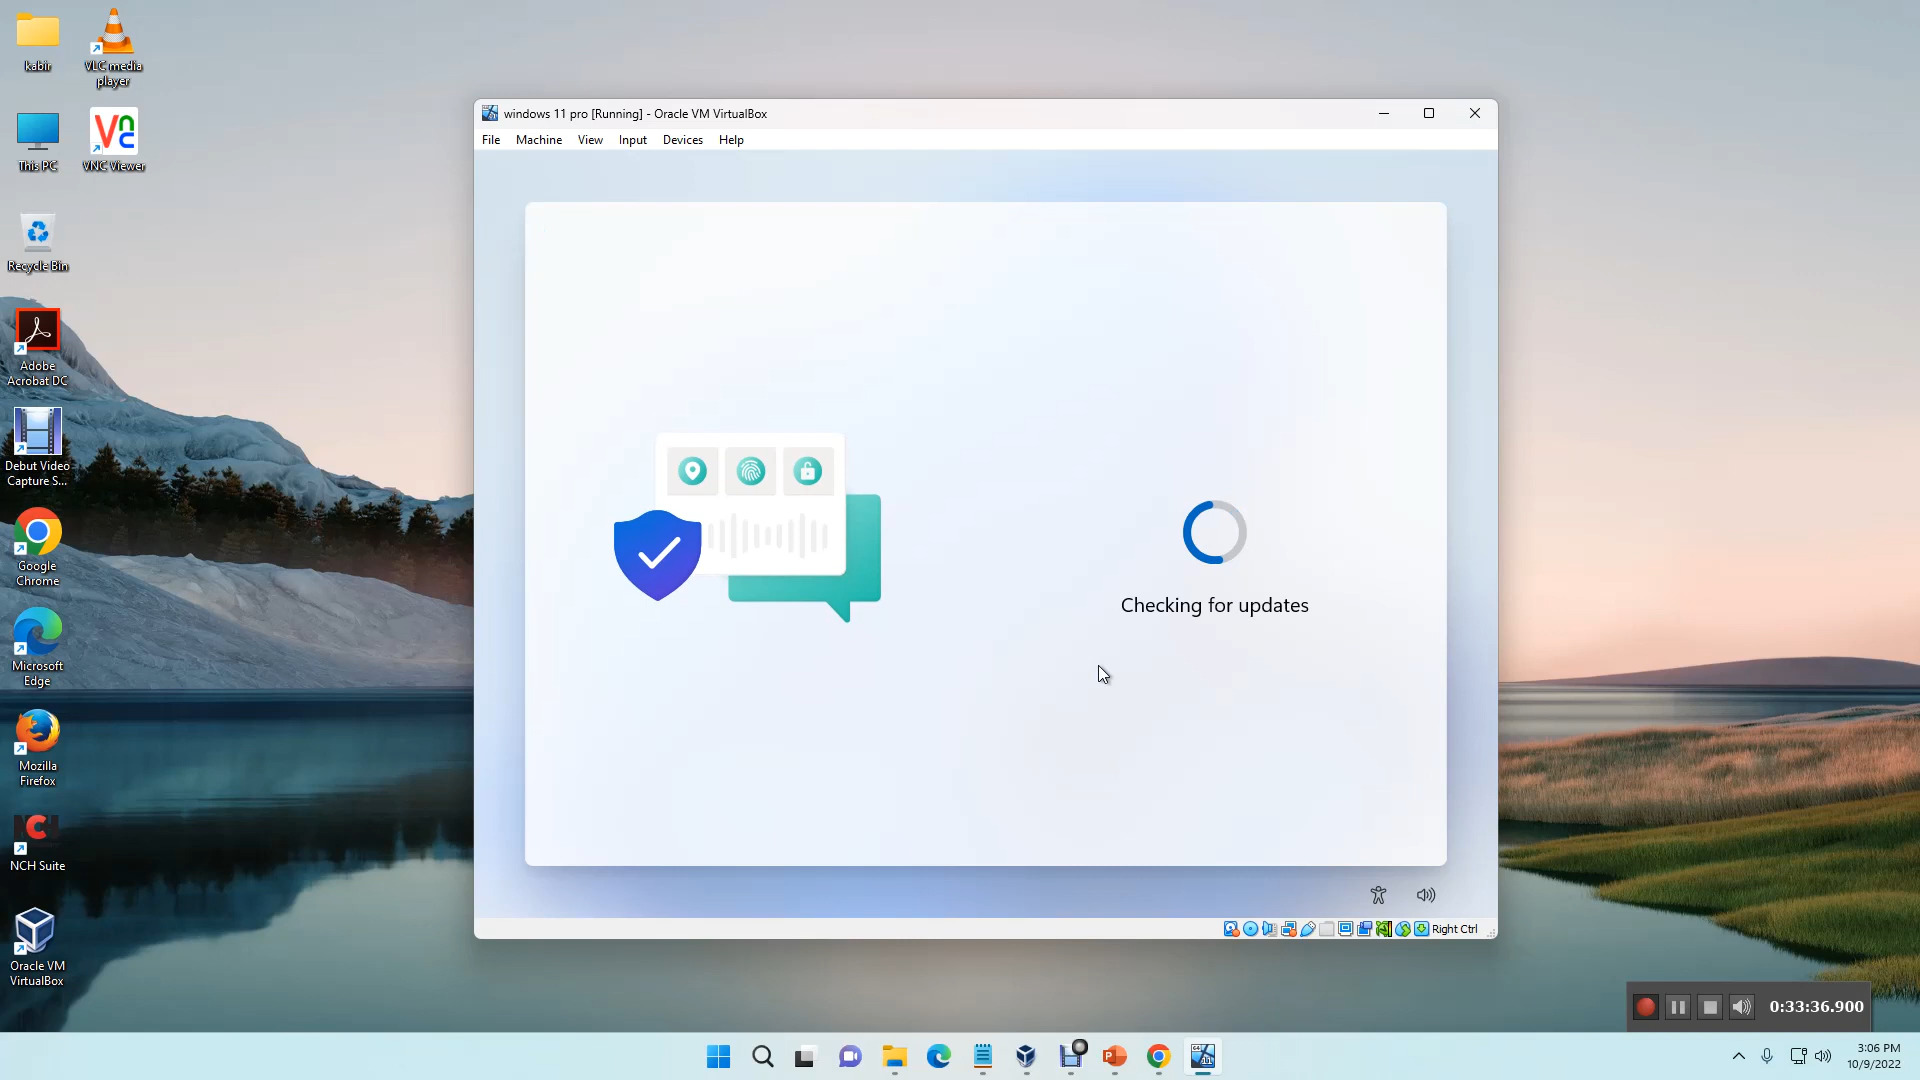 kabir
VLC media
player
This PC
VNC Viewer
Recycle Bin
Adobe
Acrobat DC
Debut Video
Capture S...
Google
Chrome
Microsoft
Edge
Mozilla
Firefox
NCH Suite
Oracle VM
VirtualBox
windows 11 pro [Running] - Oracle VM VirtualBox
File Machine View Input Devices Help
Checking for updates
Right Ctrl
0:33:36.900
3:06 PM
10/9/2022